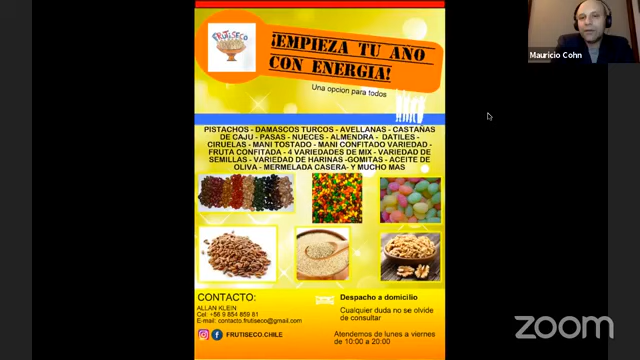 FRUTISECO
¡EMPIEZA TU AÑO
CON ENERGIA!
Una opcion para todos
PISTACHOS - DAMASCOS TURCOS - AVELLANAS - CASTAÑAS
DE CAJU - PASAS - NUECES - ALMENDRA - DATILES -
CIRUELAS - MANI TOSTADO - MANI CONFITADO VARIEDAD -
FRUTA CONFITADA - 4 VARIEDADES DE MIX - VARIEDAD DE
SEMILLAS - VARIEDAD DE HARINAS -GOMITAS - ACEITE DE
OLIVA - MERMELADA CASERA- Y MUCHO MAS
CONTACTO:
ALLAN KLEIN
Cel: +56 9 854 859 81
E-mail: contacto.frutiseco@gmail.com
FRUTISECO.CHILE
Despacho a domicilio
Cualquier duda no se olvide
de consultar
Atendemos de lunes a viernes
de 10:00 a 20:00
Mauricio Cohn
zoom